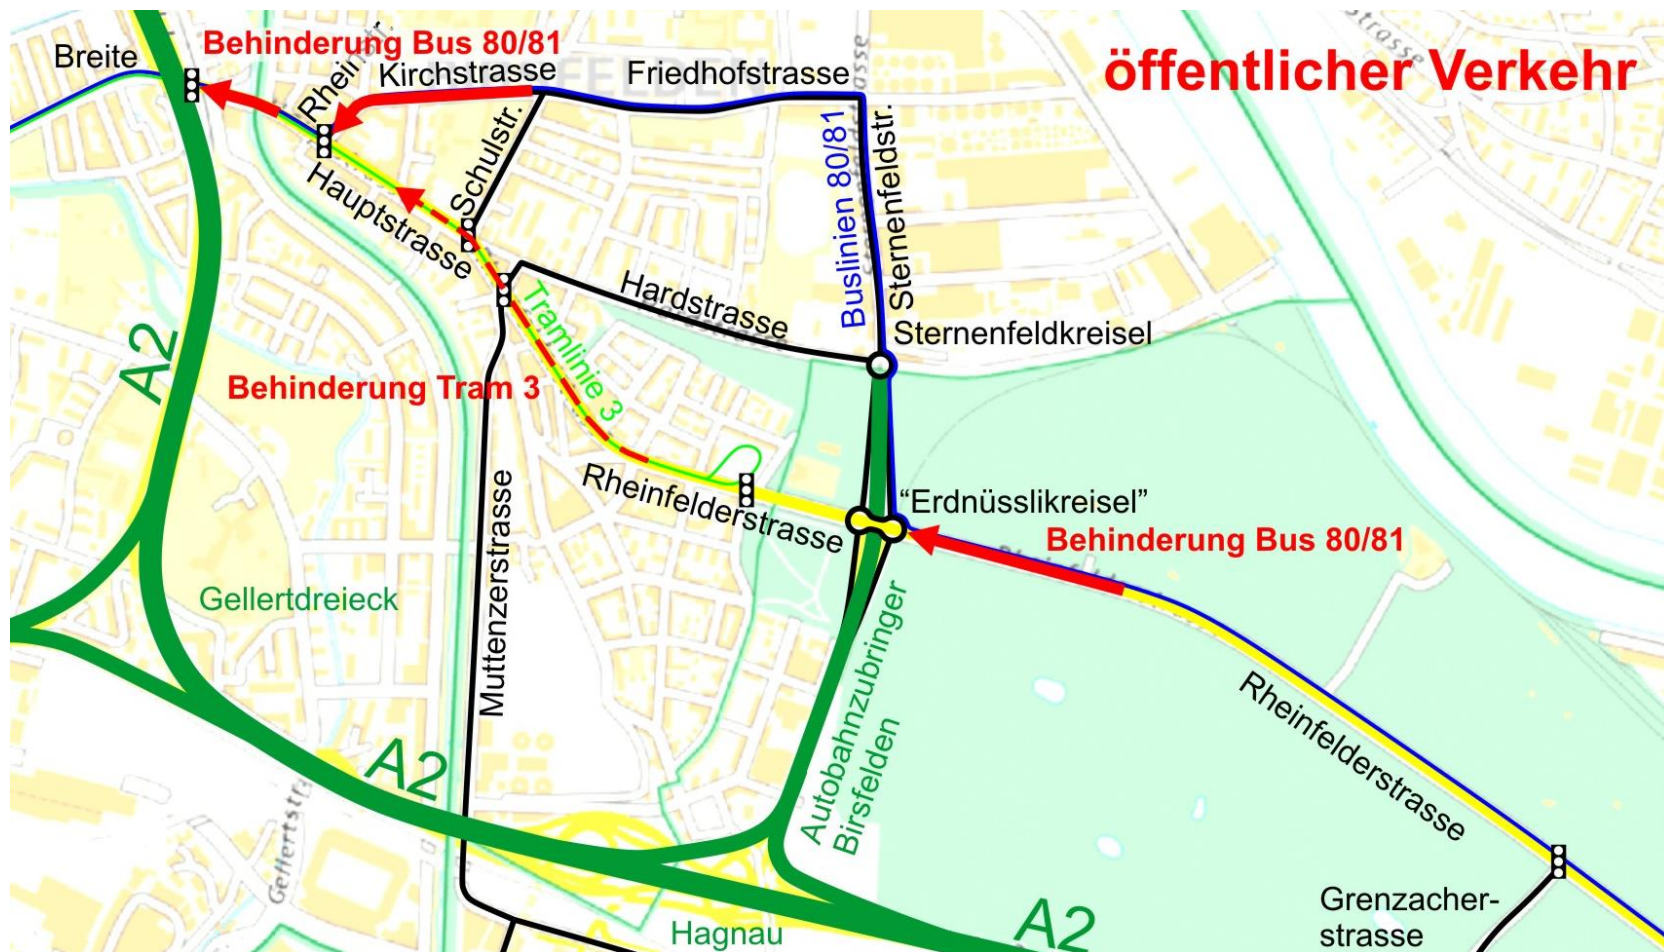 öffentlicher Verkehr
Breite
Behinderung Bus 80/81
Rheinstr.
Kirchstrasse
Friedhofstrasse
Schulstr.
Hauptstrasse
Buslinien 80/81
Sternenfeldstr.
Hardstrasse
Sternenfeldkreisel
Tramlinie 3
A2
Behinderung Tram 3
Rheinfelderstrasse
“Erdnüsslikreisel”
Behinderung Bus 80/81
Muttenzerstrasse
Gellertdreieck
Autobahnzubringer
Birsfelden
Rheinfelderstrasse
A2
Gellertstr.
Grenzacher-
strasse
Hagnau
A2